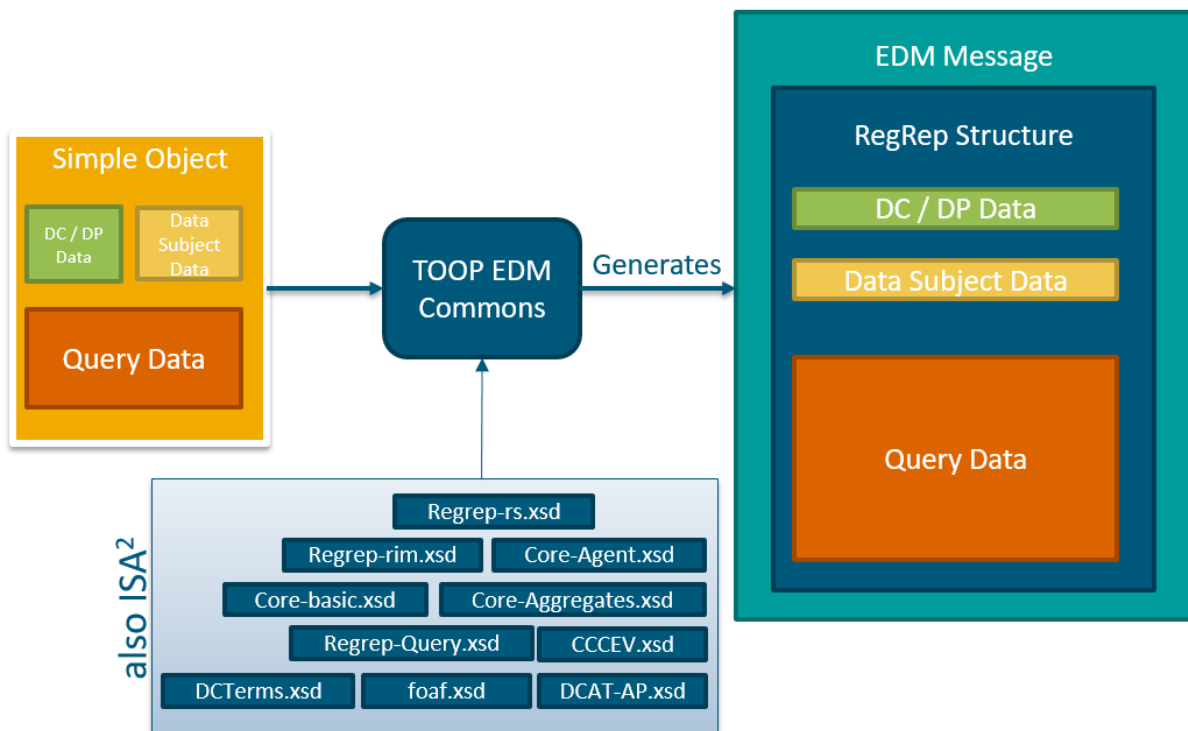 EDM Message
RegRep Structure
DC / DP Data
Data Subject Data
Query Data
Simple Object
DC / DP
Data
Data
Subject
Data
Query Data
TOOP EDM
Commons
Generates
also ISA²
Regrep-rs.xsd
Regrep-rim.xsd
Core-Agent.xsd
Core-basic.xsd
Core-Aggregates.xsd
Regrep-Query.xsd
CCCEV.xsd
DCTerms.xsd
foaf.xsd
DCAT-AP.xsd